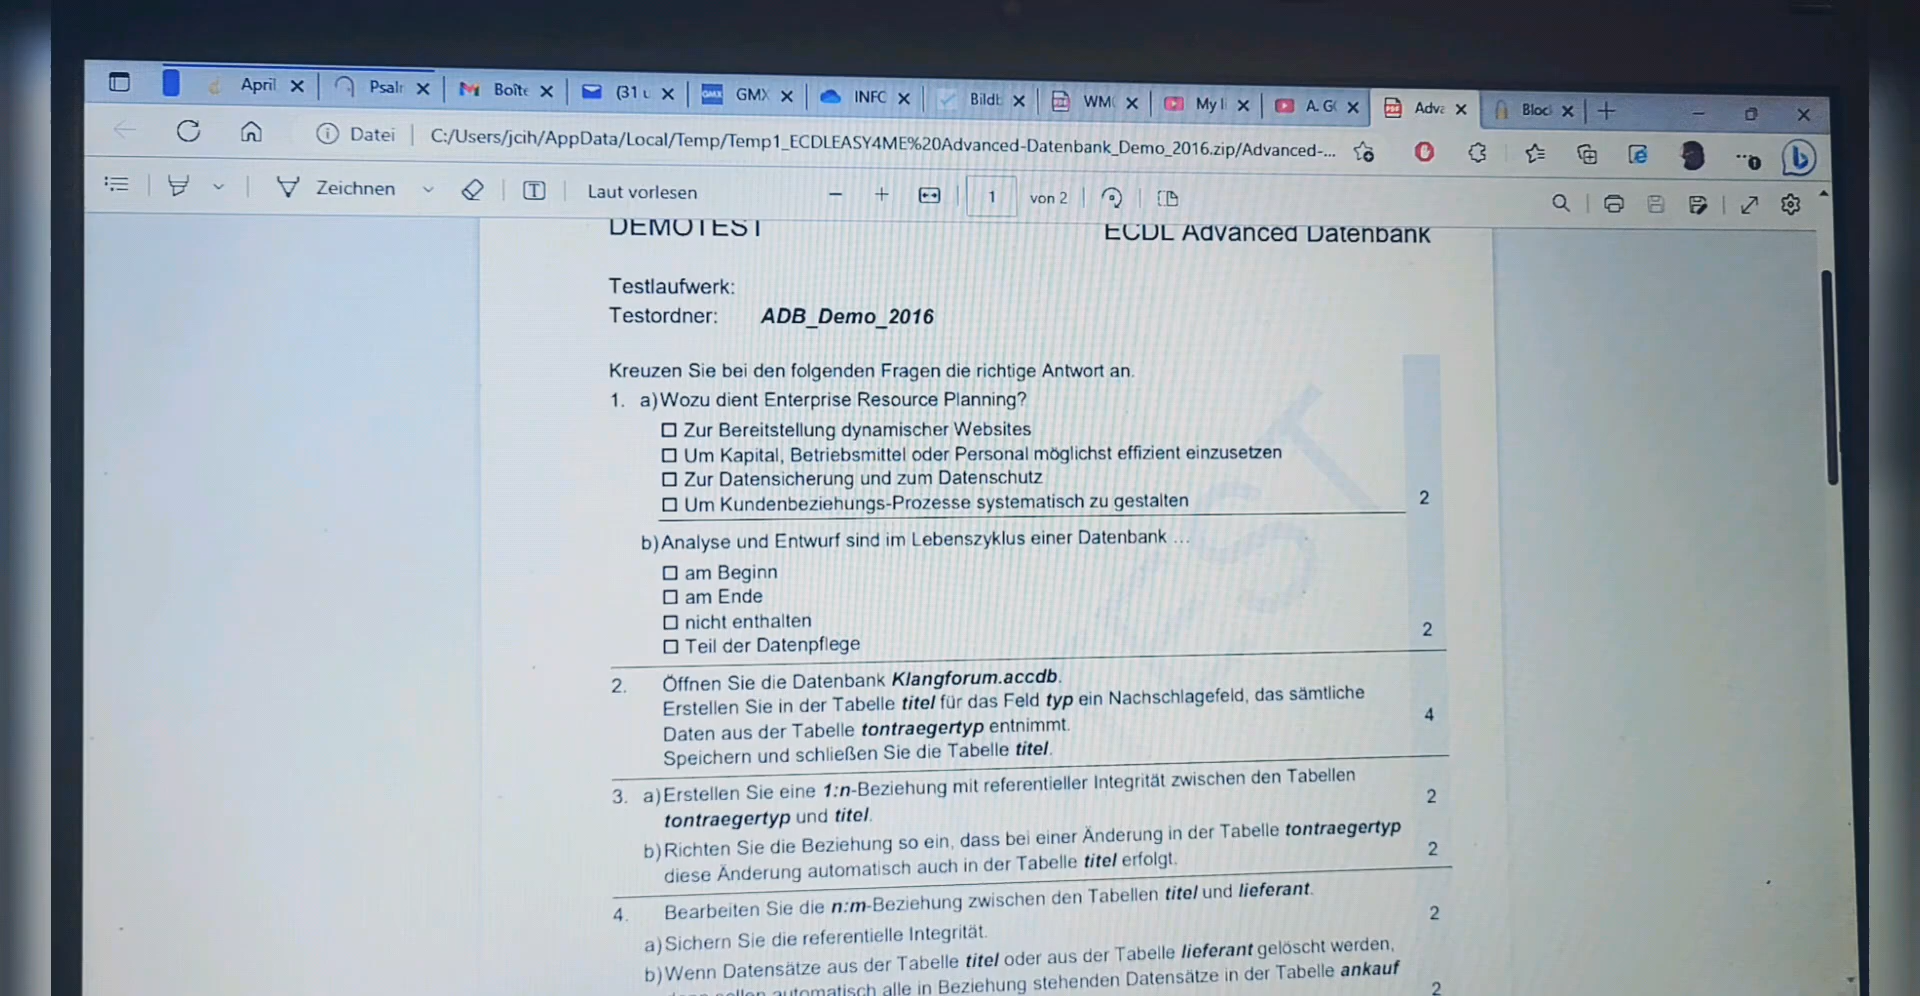 April
Psalr
Boîte
(31 u
GMX
INFC
Bildb
WM(
My l
A. G(
Adva
Bloc
Datei
C:/Users/jcih/AppData/Local/Temp/Temp1_ECDLEASY4ME%20Advanced-Datenbank_Demo_2016.zip/Advanced-...
Zeichnen
Laut vorlesen
1 von 2
DEMOTEST ECDL Advanced Datenbank
Testlaufwerk:
Testordner: ADB_Demo_2016
Kreuzen Sie bei den folgenden Fragen die richtige Antwort an.
1. a) Wozu dient Enterprise Resource Planning?
Zur Bereitstellung dynamischer Websites
Um Kapital, Betriebsmittel oder Personal möglichst effizient einzusetzen
Zur Datensicherung und zum Datenschutz
Um Kundenbeziehungs-Prozesse systematisch zu gestalten 2
b) Analyse und Entwurf sind im Lebenszyklus einer Datenbank ...
am Beginn
am Ende
nicht enthalten
Teil der Datenpflege 2
2. Öffnen Sie die Datenbank Klangforum.accdb.
Erstellen Sie in der Tabelle titel für das Feld typ ein Nachschlagefeld, das sämtliche
Daten aus der Tabelle tontraegertyp entnimmt. 4
Speichern und schließen Sie die Tabelle titel.
3. a) Erstellen Sie eine 1:n-Beziehung mit referentieller Integrität zwischen den Tabellen
tontraegertyp und titel. 2
b) Richten Sie die Beziehung so ein, dass bei einer Änderung in der Tabelle tontraegertyp
diese Änderung automatisch auch in der Tabelle titel erfolgt. 2
4. Bearbeiten Sie die n:m-Beziehung zwischen den Tabellen titel und lieferant.
a) Sichern Sie die referentielle Integrität. 2
b) Wenn Datensätze aus der Tabelle titel oder aus der Tabelle lieferant gelöscht werden,
sollen automatisch alle in Beziehung stehenden Datensätze in der Tabelle ankauf 2